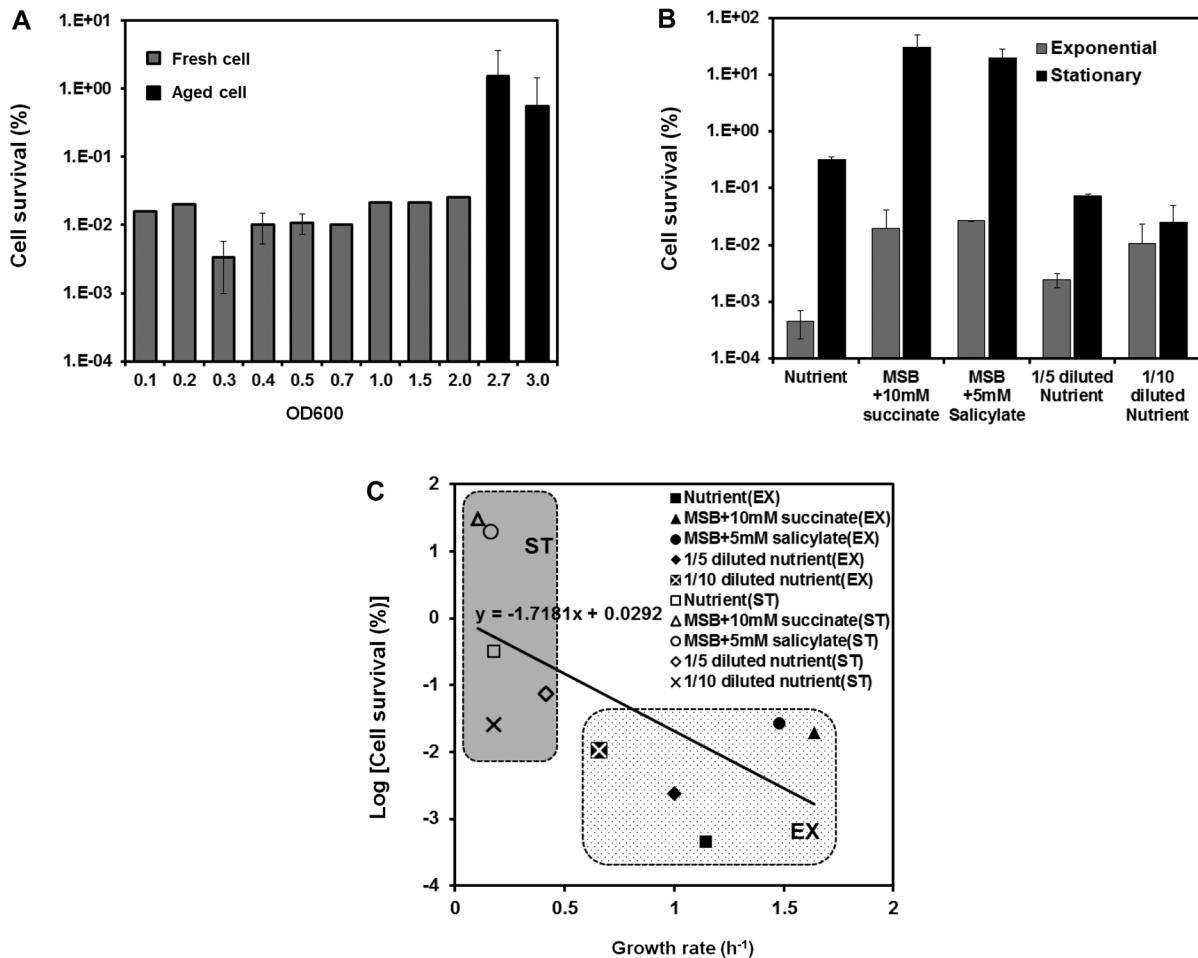 A
1.E+01
1.E+00
1.E-01
1.E-02
1.E-03
1.E-04
Cell survival (%)
Fresh cell
Aged cell
0.1 0.2 0.3 0.4 0.5 0.7 1.0 1.5 2.0 2.7 3.0
OD600
B
1.E+02
1.E+01
1.E+00
1.E-01
1.E-02
1.E-03
1.E-04
Cell survival (%)
Exponential
Stationary
Nutrient
MSB
+10mM
succinate
MSB
+5mM
Salicylate
1/5 diluted
Nutrient
1/10
diluted
Nutrient
C
2
1
0
-1
-2
-3
-4
Log [Cell survival (%)]
ST
y = -1.7181x + 0.0292
EX
Nutrient(EX)
MSB+10mM succinate(EX)
MSB+5mM salicylate(EX)
1/5 diluted nutrient(EX)
1/10 diluted nutrient(EX)
Nutrient(ST)
MSB+10mM succinate(ST)
MSB+5mM salicylate(ST)
1/5 diluted nutrient(ST)
1/10 diluted nutrient(ST)
0 0.5 1 1.5 2
Growth rate (h-1)